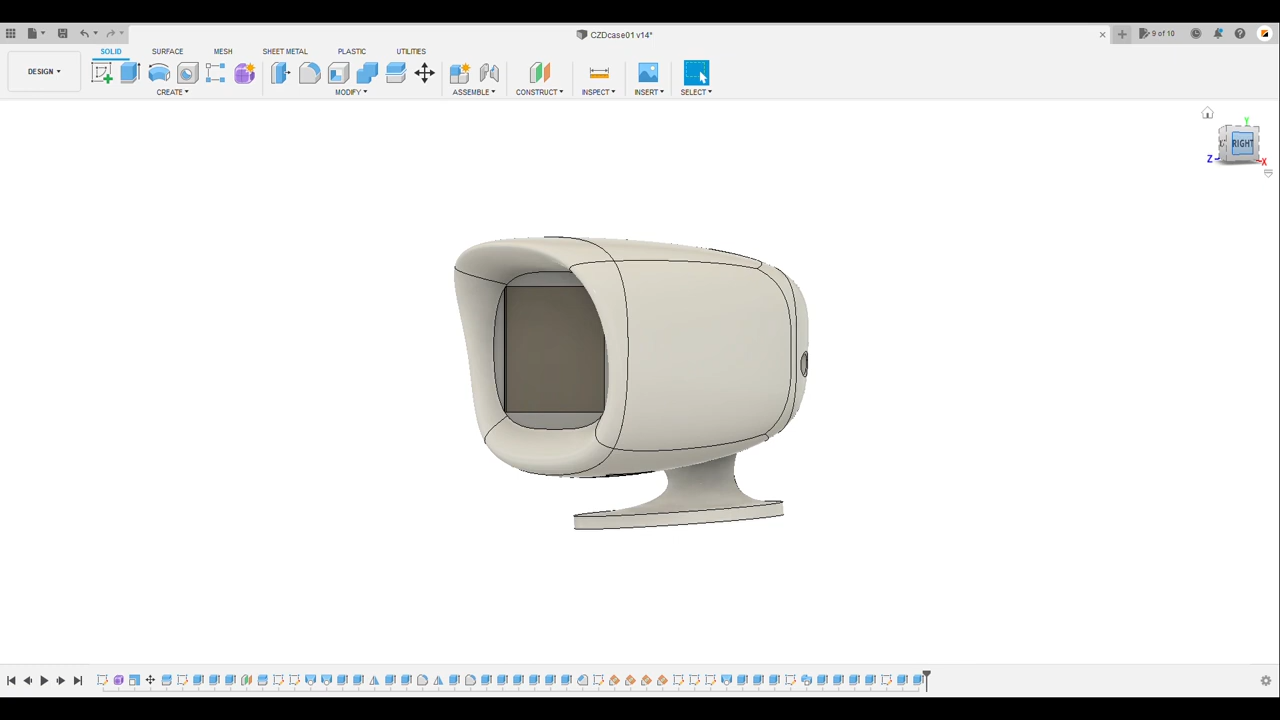 CZDcase01 v14*
9 of 10
SOLID SURFACE MESH SHEET METAL PLASTIC UTILITIES
DESIGN
CREATE MODIFY ASSEMBLE CONSTRUCT INSPECT INSERT SELECT
Y
RIGHT
Z X